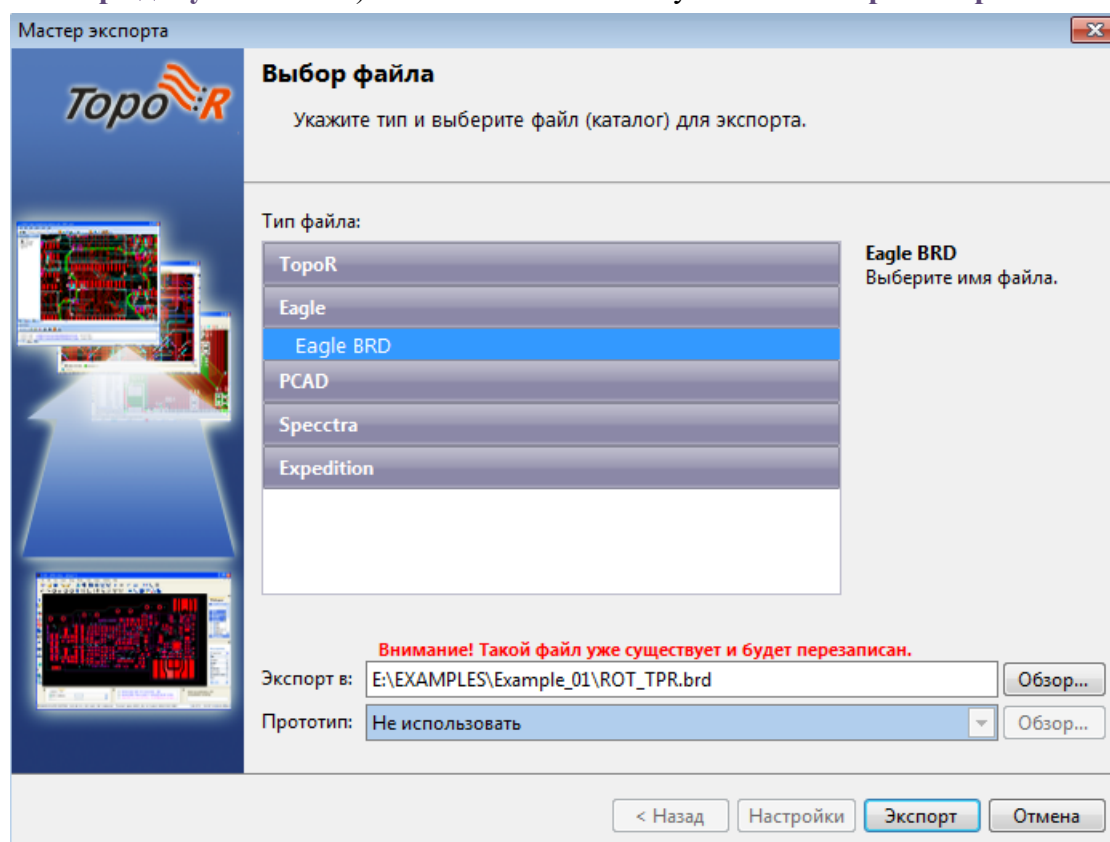 Мастер экспорта
TopoR
Выбор файла
Укажите тип и выберите файл (каталог) для экспорта.
Тип файла:
TopoR
Eagle
Eagle BRD
PCAD
Specctra
Expedition
Eagle BRD
Выберите имя файла.
Внимание! Такой файл уже существует и будет перезаписан.
Экспорт в: E:\EXAMPLES\Example_01\ROT_TPR.brd Обзор...
Прототип: Не использовать Обзор...
< Назад Настройки Экспорт Отмена